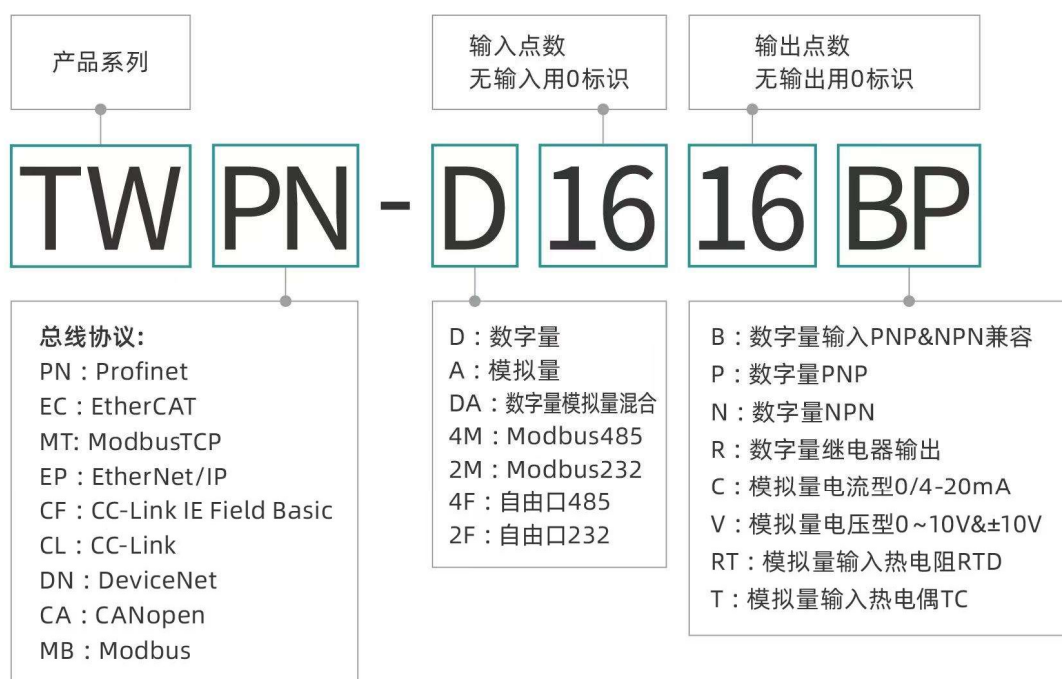 产品系列
输入点数
无输入用0标识
输出点数
无输出用0标识
TW PN - D 16 16 BP
总线协议:
PN : Profinet
EC : EtherCAT
MT: ModbusTCP
EP : EtherNet/IP
CF : CC-Link IE Field Basic
CL : CC-Link
DN : DeviceNet
CA : CANopen
MB : Modbus
D : 数字量
A : 模拟量
DA : 数字量模拟量混合
4M : Modbus485
2M : Modbus232
4F : 自由口485
2F : 自由口232
B : 数字量输入PNP&NPN兼容
P : 数字量PNP
N : 数字量NPN
R : 数字量继电器输出
C : 模拟量电流型0/4-20mA
V : 模拟量电压型0~10V&±10V
RT : 模拟量输入热电阻RTD
T : 模拟量输入热电偶TC